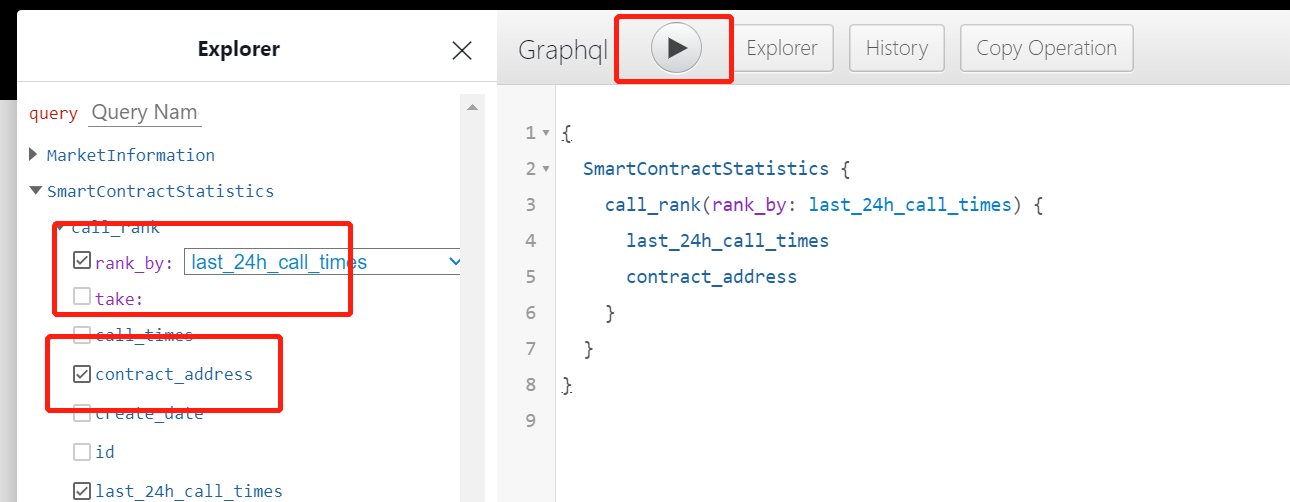 Explorer
query Query Nam
MarketInformation
SmartContractStatistics
call_rank
rank_by: last_24h_call_times
take:
call_times
contract_address
create_date
id
last_24h_call_times
Graphql Explorer History Copy Operation
1 {
2 SmartContractStatistics {
3 call_rank(rank_by: last_24h_call_times) {
4 last_24h_call_times
5 contract_address
6 }
7 }
8 }
9